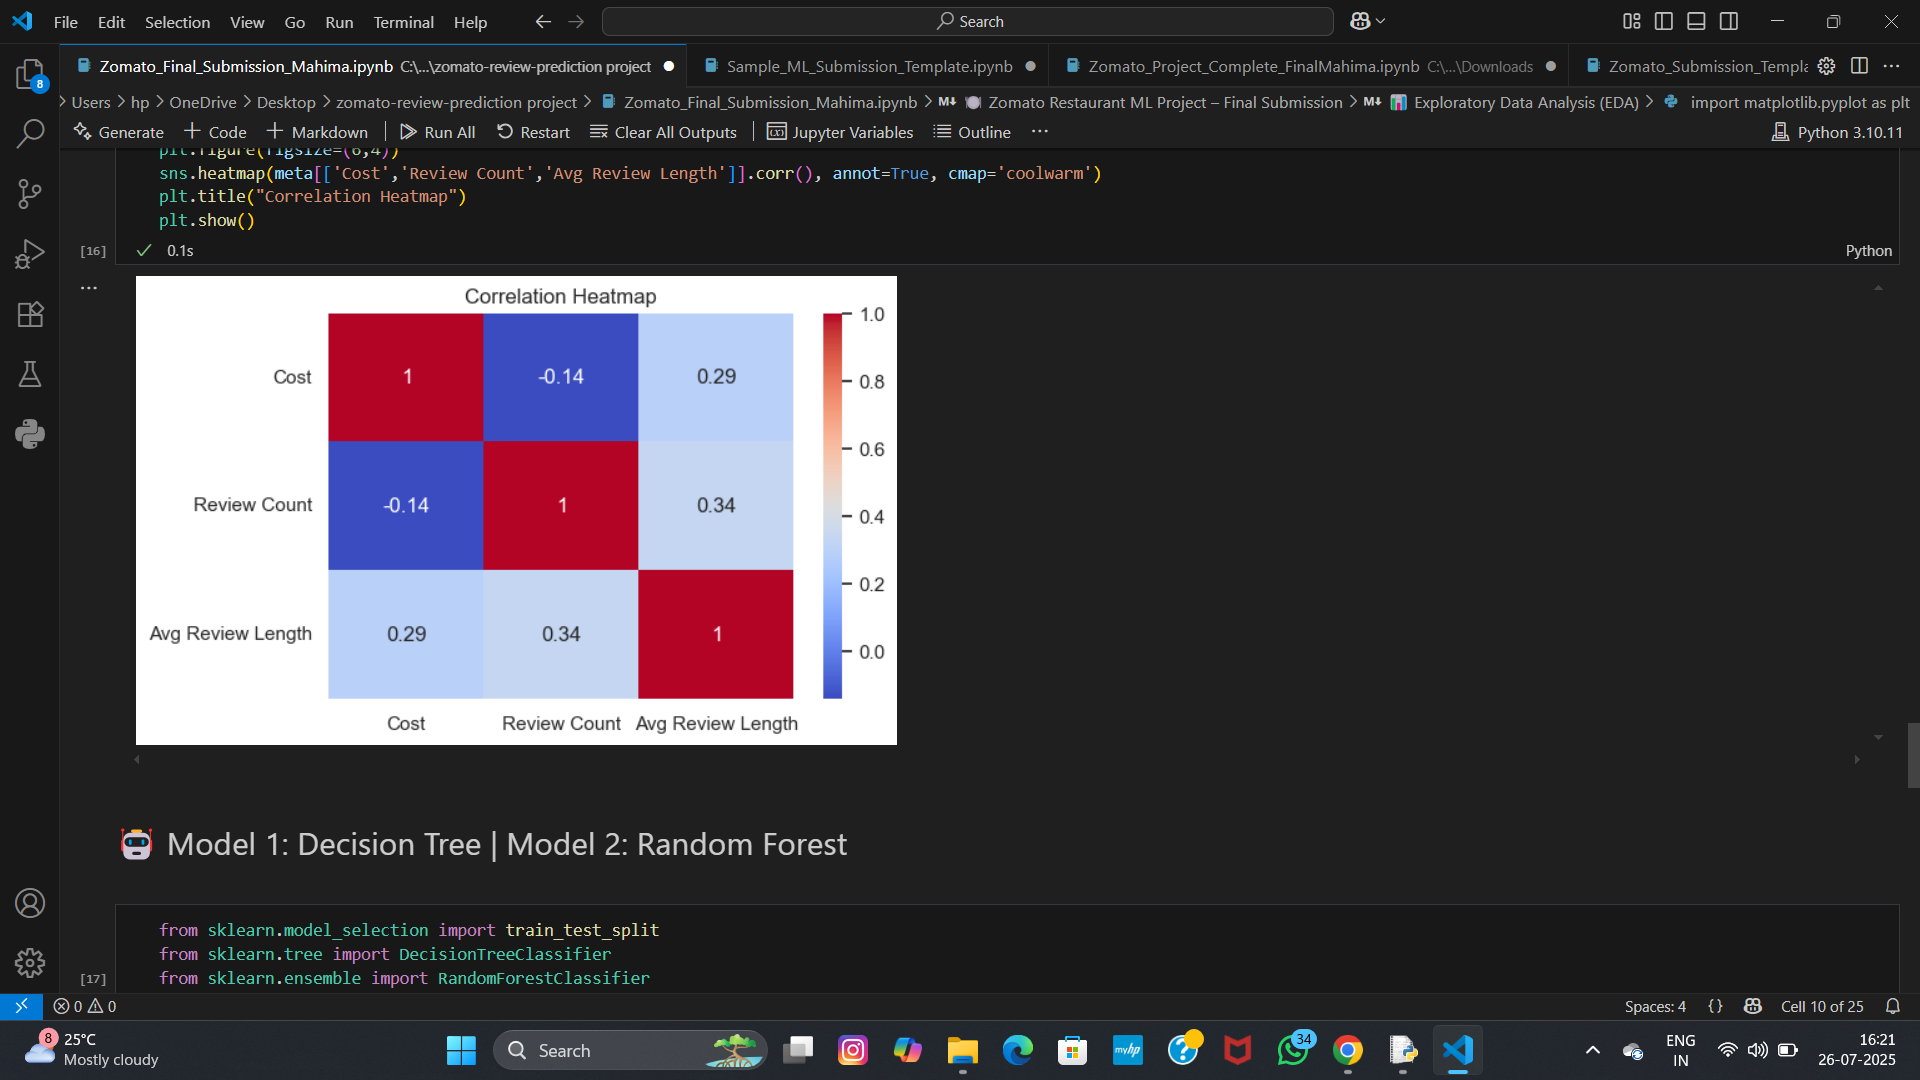 File Edit Selection View Go Run Terminal Help
Search
8
Zomato_Final_Submission_Mahima.ipynb C:\...\zomato-review-prediction project
Sample_ML_Submission_Template.ipynb
Zomato_Project_Complete_FinalMahima.ipynb C:\...\Downloads
Zomato_Submission_Templa
Users > hp > OneDrive > Desktop > zomato-review-prediction project > Zomato_Final_Submission_Mahima.ipynb > M↓ Zomato Restaurant ML Project – Final Submission > M↓ Exploratory Data Analysis (EDA) > import matplotlib.pyplot as plt
Generate + Code + Markdown | Run All Restart Clear All Outputs | Jupyter Variables Outline ...
Python 3.10.11
plt.figure(figsize=(6,4))
sns.heatmap(meta[['Cost','Review Count','Avg Review Length']].corr(), annot=True, cmap='coolwarm')
plt.title("Correlation Heatmap")
plt.show()
[16] 0.1s
Python
Correlation Heatmap
Cost 1 -0.14 0.29
Review Count -0.14 1 0.34
Avg Review Length 0.29 0.34 1
Cost Review Count Avg Review Length
1.0
0.8
0.6
0.4
0.2
0.0
Model 1: Decision Tree | Model 2: Random Forest
from sklearn.model_selection import train_test_split
from sklearn.tree import DecisionTreeClassifier
from sklearn.ensemble import RandomForestClassifier
[17]
0 0
Spaces: 4 {} Cell 10 of 25
8
25°C
Mostly cloudy
Search
myhp
34
ENG
IN
16:21
26-07-2025